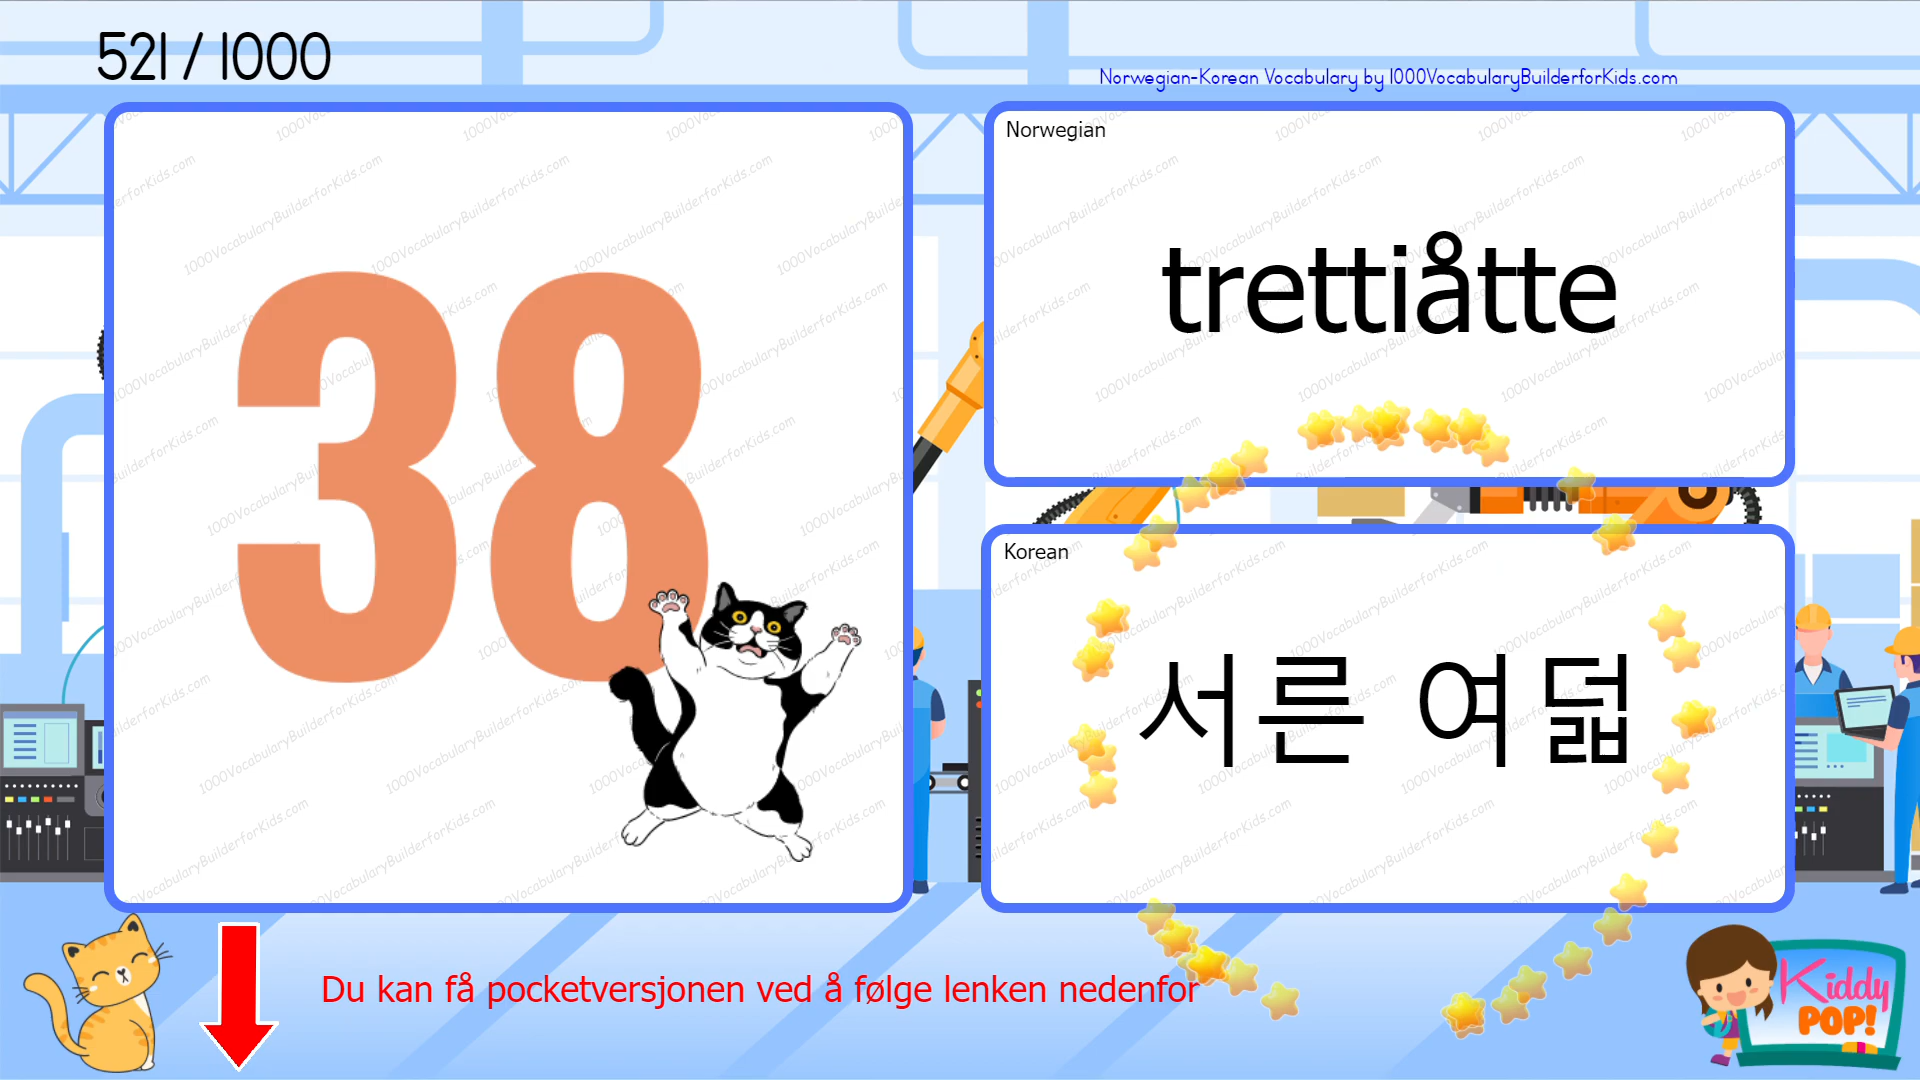 521 / 1000
Norwegian-Korean Vocabulary by 1000VocabularyBuilderforKids.com
38
Norwegian
trettiåtte
Korean
서른 여덟
Du kan få pocketversjonen ved å følge lenken nedenfor
Kiddy
POP!